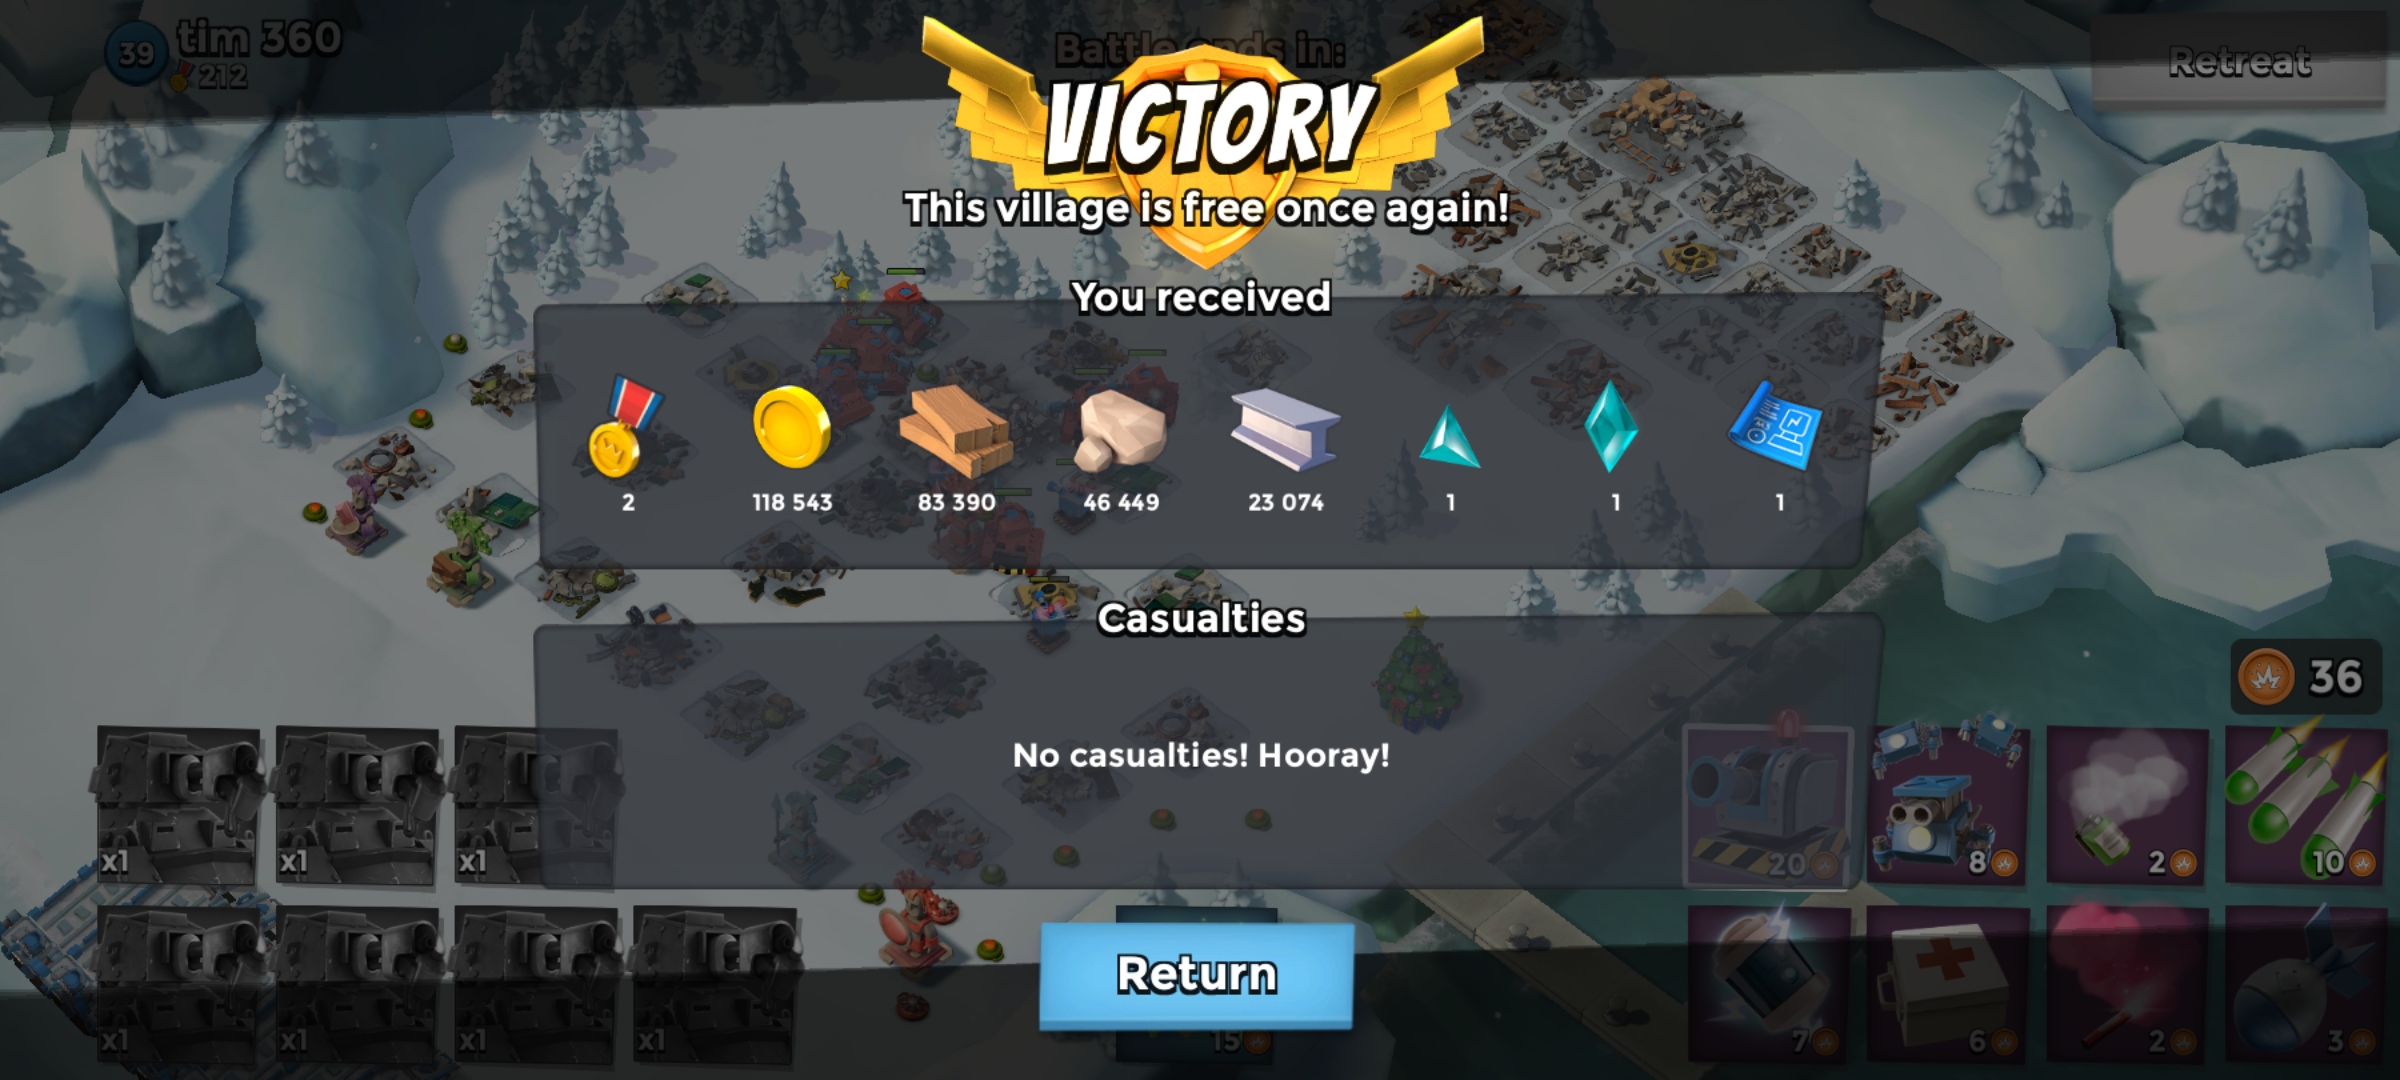 39 tim 360
212
Battle ends in:
Retreat
VICTORY
This village is free once again!
You received
2 118 543 83 390 46 449 23 074 1 1 1
Casualties
No casualties! Hooray!
36
x1 x1 x1 20 8 2 10
x1 x1 x1 x1 15 7 6 2 3
Return